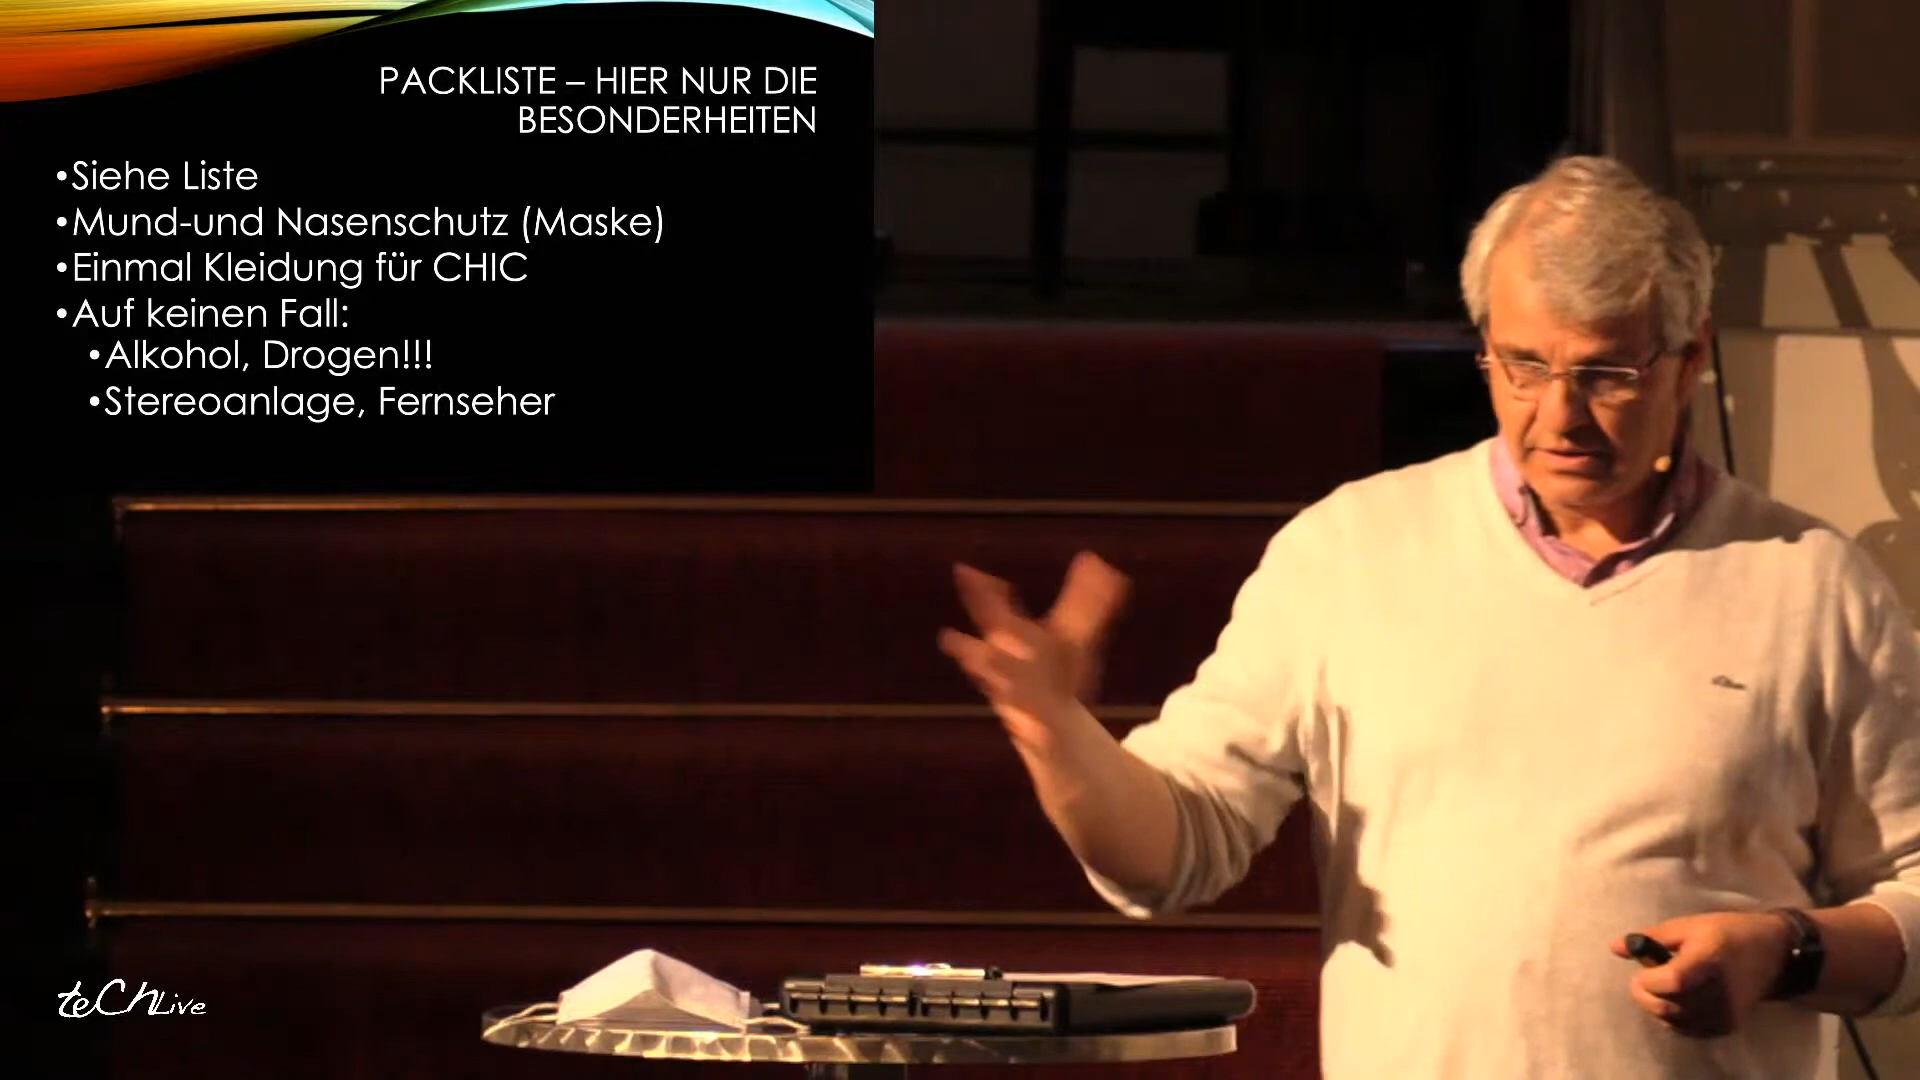 PACKLISTE – HIER NUR DIE
BESONDERHEITEN
•Siehe Liste
•Mund-und Nasenschutz (Maske)
•Einmal Kleidung für CHIC
•Auf keinen Fall:
•Alkohol, Drogen!!!
•Stereoanlage, Fernseher
teChLive